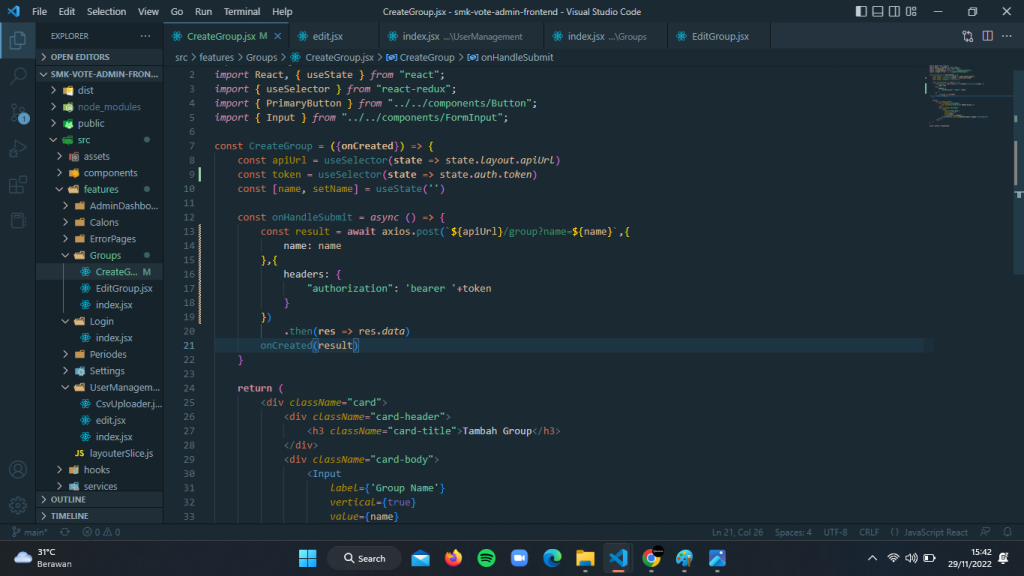 File Edit Selection View Go Run Terminal Help CreateGroup.jsx - smk-vote-admin-frontend - Visual Studio Code
EXPLORER ···
OPEN EDITORS
SMK-VOTE-ADMIN-FRON...
dist
node_modules
public
src
assets
components
features
AdminDashbo...
Calons
ErrorPages
Groups
CreateG... M
EditGroup.jsx
index.jsx
Login
index.jsx
Periodes
Settings
UserManagem...
CsvUploader.j...
edit.jsx
index.jsx
JS layouterSlice.js
hooks
services
OUTLINE
TIMELINE
1
CreateGroup.jsx M × edit.jsx index.jsx ...\UserManagement index.jsx ...\Groups EditGroup.jsx ···
src > features > Groups > CreateGroup.jsx > CreateGroup > onHandleSubmit
2 import React, { useState } from "react";
3 import { useSelector } from "react-redux";
4 import { PrimaryButton } from "../../components/Button";
5 import { Input } from "../../components/FormInput";
6
7 const CreateGroup = ({onCreated}) => {
8 const apiUrl = useSelector(state => state.layout.apiUrl)
9 const token = useSelector(state => state.auth.token)
10 const [name, setName] = useState('')
11
12 const onHandleSubmit = async () => {
13 const result = await axios.post(`${apiUrl}/group?name=${name}`,{
14 name: name
15 },{
16 headers: {
17 "authorization": 'bearer '+token
18 }
19 })
20 .then(res => res.data)
21 onCreated(result)
22 }
23
24 return (
25 <div className="card">
26 <div className="card-header">
27 <h3 className="card-title">Tambah Group</h3>
28 </div>
29 <div className="card-body">
30 <Input
31 label={'Group Name'}
32 vertical={true}
33 value={name}
main* 0 0 Ln 21, Col 26 Spaces: 4 UTF-8 CRLF {} JavaScript React
31°C
Berawan
Search
15:42
29/11/2022